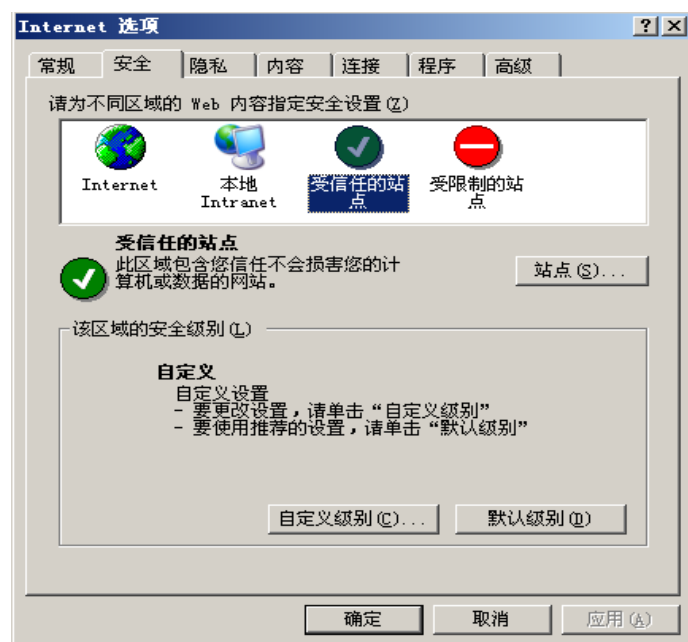 Internet 选项
常规 安全 隐私 内容 连接 程序 高级
请为不同区域的 Web 内容指定安全设置(Z)
Internet
本地
Intranet
受信任的站
点
受限制的站
点
受信任的站点
此区域包含您信任不会损害您的计
算机或数据的网站。
站点(S)...
该区域的安全级别(L)
自定义
自定义设置
- 要更改设置，请单击“自定义级别”
- 要使用推荐的设置，请单击“默认级别”
自定义级别(C)... 默认级别(D)
确定 取消 应用(A)